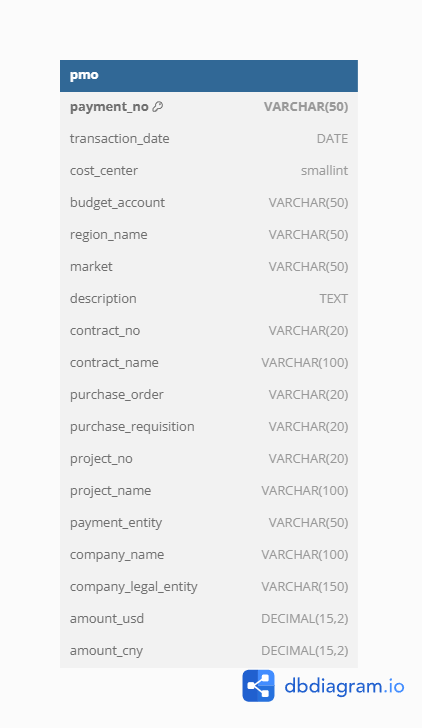 pmo
payment_no VARCHAR(50)
transaction_date DATE
cost_center smallint
budget_account VARCHAR(50)
region_name VARCHAR(50)
market VARCHAR(50)
description TEXT
contract_no VARCHAR(20)
contract_name VARCHAR(100)
purchase_order VARCHAR(20)
purchase_requisition VARCHAR(20)
project_no VARCHAR(20)
project_name VARCHAR(100)
payment_entity VARCHAR(50)
company_name VARCHAR(100)
company_legal_entity VARCHAR(150)
amount_usd DECIMAL(15,2)
amount_cny DECIMAL(15,2)
dbdiagram.io